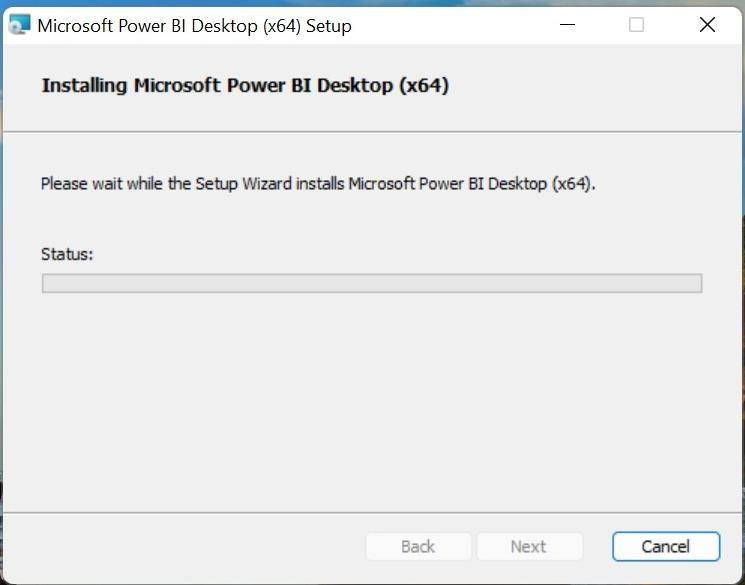 Microsoft Power BI Desktop (x64) Setup
Installing Microsoft Power BI Desktop (x64)
Please wait while the Setup Wizard installs Microsoft Power BI Desktop (x64).
Status:
Back Next Cancel